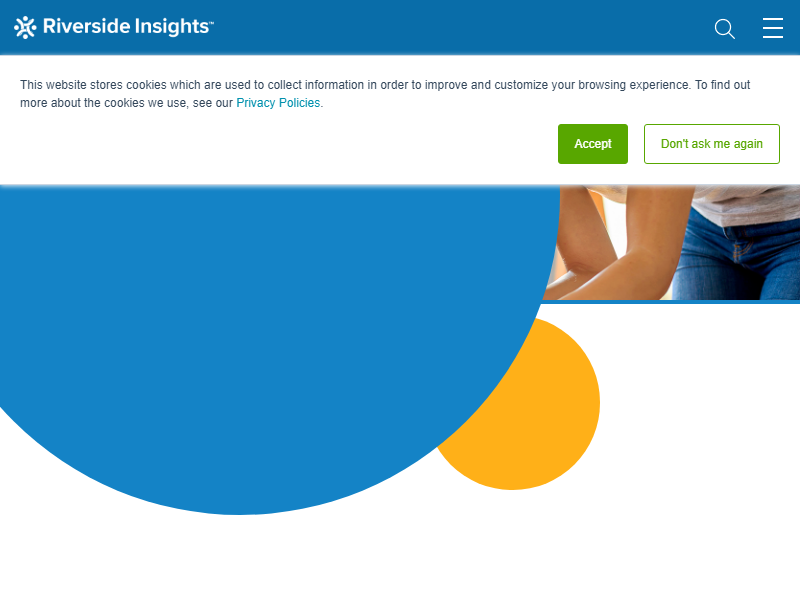 Riverside Insights™
This website stores cookies which are used to collect information in order to improve and customize your browsing experience. To find out
more about the cookies we use, see our Privacy Policies.
Accept
Don't ask me again